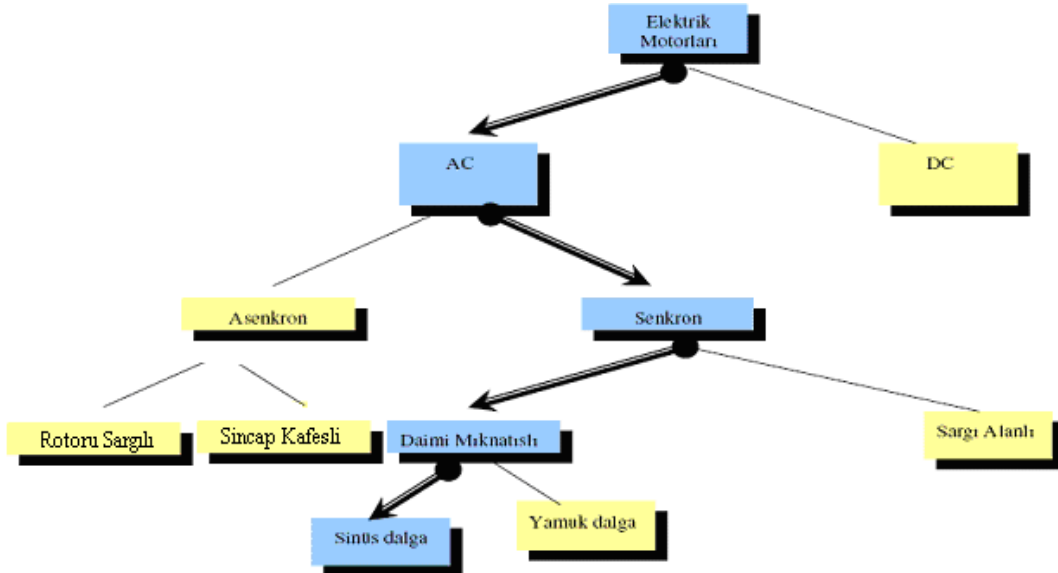 Elektrik
Motorları
AC
DC
Asenkron
Senkron
Rotoru Sargılı
Sincap Kafesli
Daimi Mıknatıslı
Sargı Alanlı
Sinüs dalga
Yamuk dalga